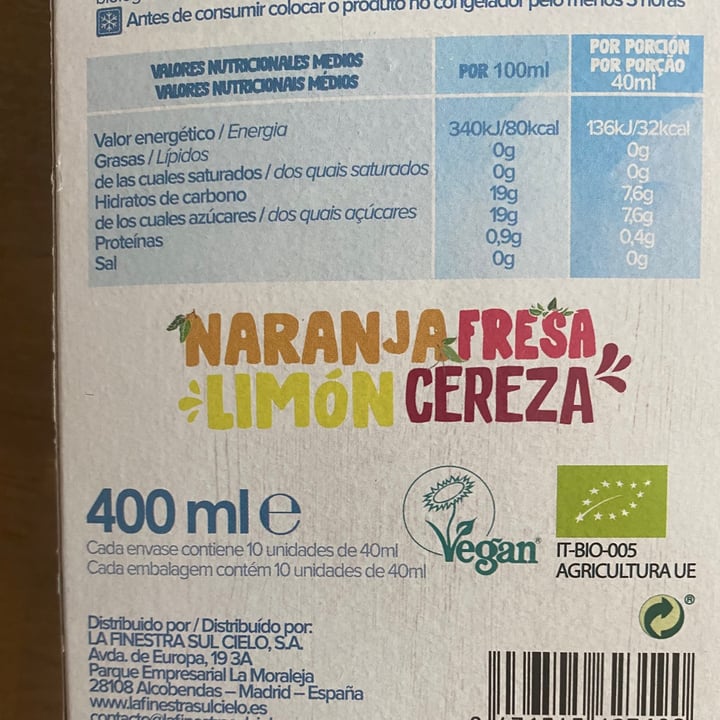 Antes de consumir colocar o produto no congelador pelo menos 5 horas
VALORES NUTRICIONALES MEDIOS
VALORES NUTRICIONAIS MÉDIOS
POR 100ml
POR PORCIÓN
POR PORÇÃO
40ml
Valor energético / Energia 340kJ/80kcal 136kJ/32kcal
Grasas / Lípidos 0g 0g
de las cuales saturados / dos quais saturados 0g 0g
Hidratos de carbono 19g 7,6g
de los cuales azúcares / dos quais açúcares 19g 7,6g
Proteínas 0,9g 0,4g
Sal 0g 0g
NARANJA FRESA
LIMÓN CEREZA
400 ml e
Cada envase contiene 10 unidades de 40ml
Cada embalagem contém 10 unidades de 40ml
Vegan
IT-BIO-005
AGRICULTURA UE
Distribuido por / Distribuído por:
LA FINESTRA SUL CIELO, S.A.
Avda. de Europa, 19 3A
Parque Empresarial La Moraleja
28108 Alcobendas – Madrid – España
www.lafinestrasulcielo.es